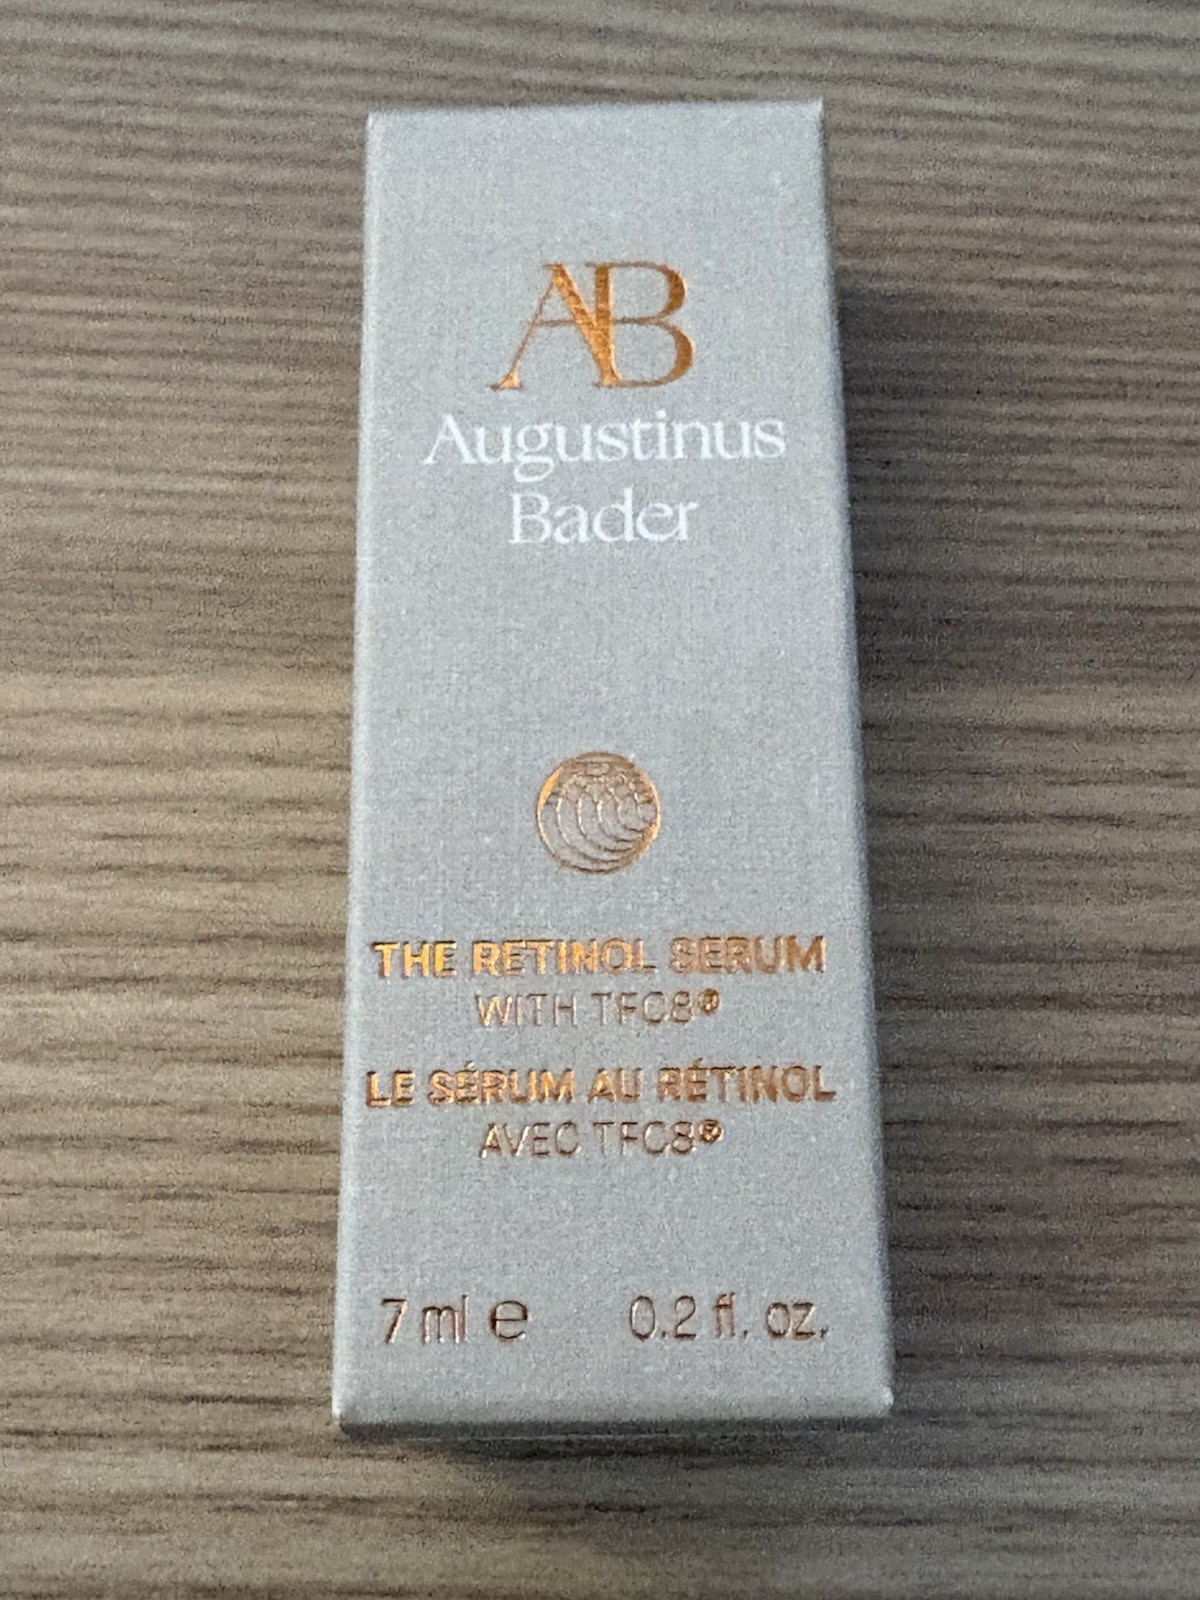 AB
Augustinus
Bader
THE RETINOL SERUM
WITH TFC8®
LE SÉRUM AU RÉTINOL
AVEC TFC8®
7 ml ℮ 0.2 fl. oz.